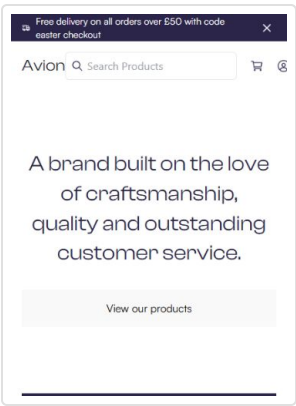 Free delivery on all orders over £50 with code
easter checkout
Avion
Search Products
A brand built on the love
of craftsmanship,
quality and outstanding
customer service.
View our products